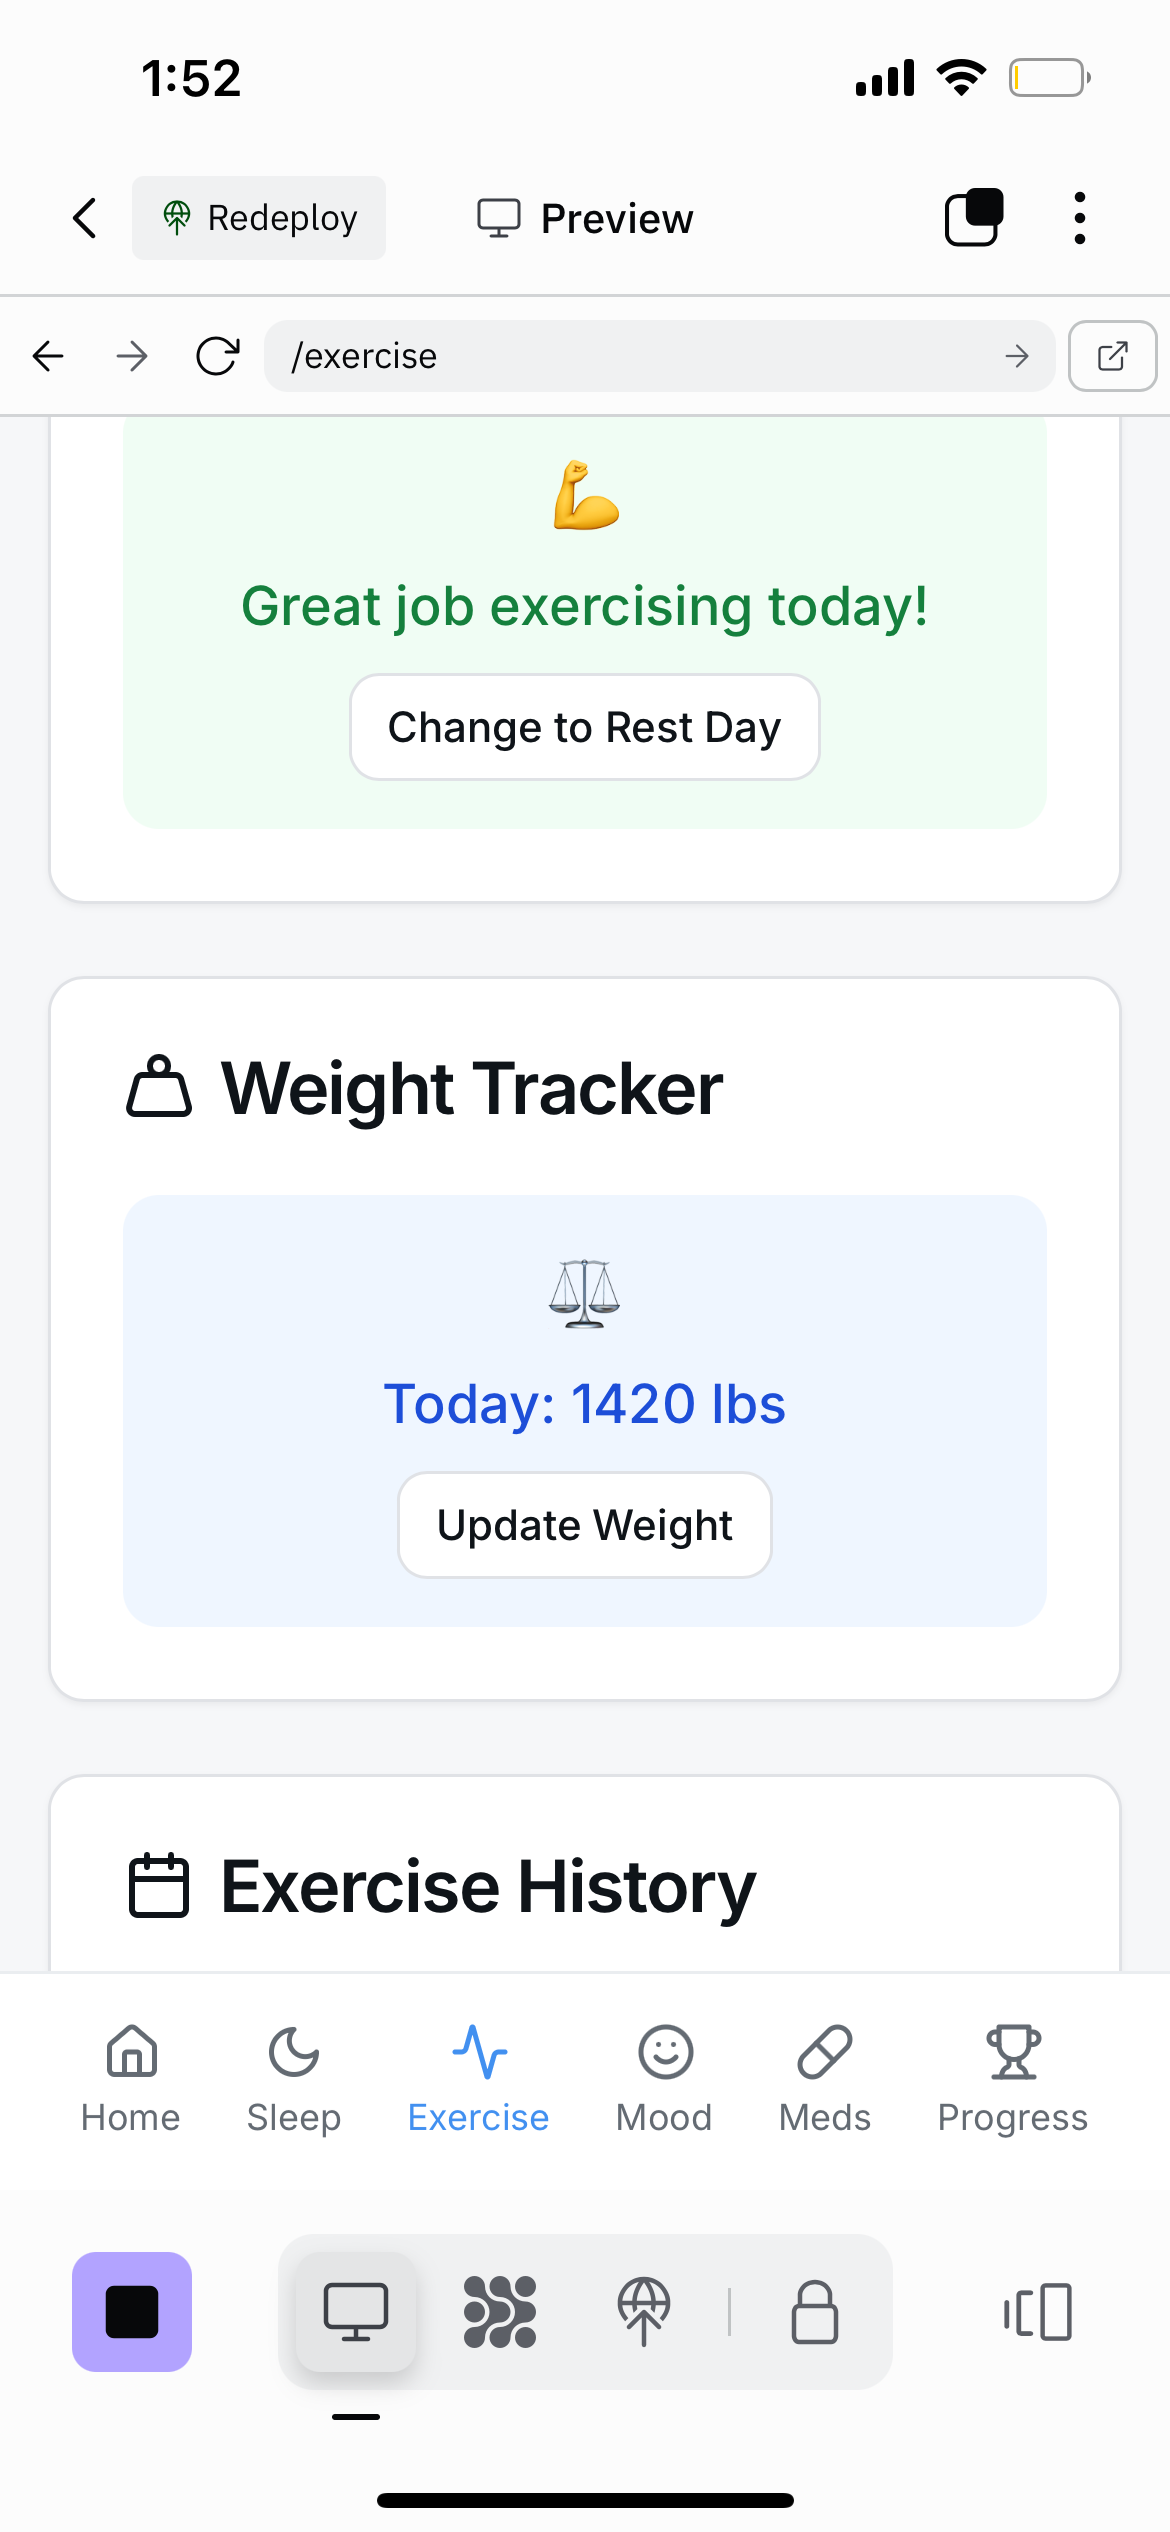 1:52
Redeploy
Preview
/exercise
Great job exercising today!
Change to Rest Day
Weight Tracker
Today: 1420 lbs
Update Weight
Exercise History
Home Sleep Exercise Mood Meds Progress